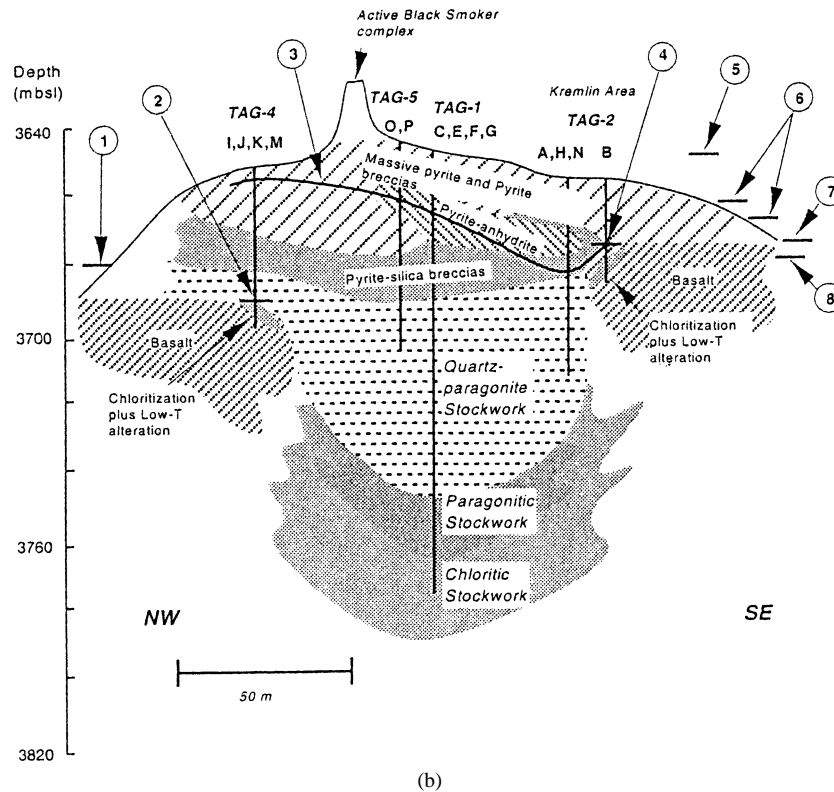 Active Black Smoker
complex
Depth
(mbsl)
3
4
5
Kremlin Area
6
2
TAG-4
TAG-5
TAG-1
TAG-2
3640
I,J,K,M
O,P
C,E,F,G
A,H,N
B
1
Massive pyrite and Pyrite
breccias
Pyrite-anhydrite
7
Pyrite-silica breccias
Basalt
8
3700
Basalt
Chloritization
plus Low-T
alteration
Chloritization
plus Low-T
alteration
Quartz-
paragonite
Stockwork
Paragonitic
Stockwork
3760
Chloritic
Stockwork
NW
SE
50 m
3820
(b)